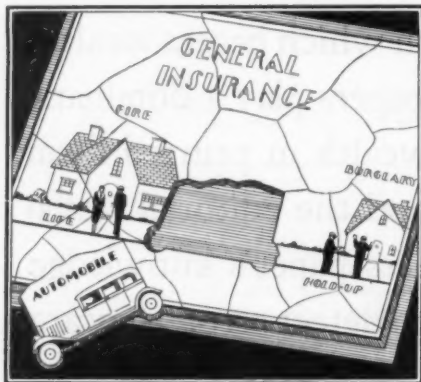 GENERAL
INSURANCE
FIRE
BURGLARY
LIFE
AUTOMOBILE
HOLD-UP